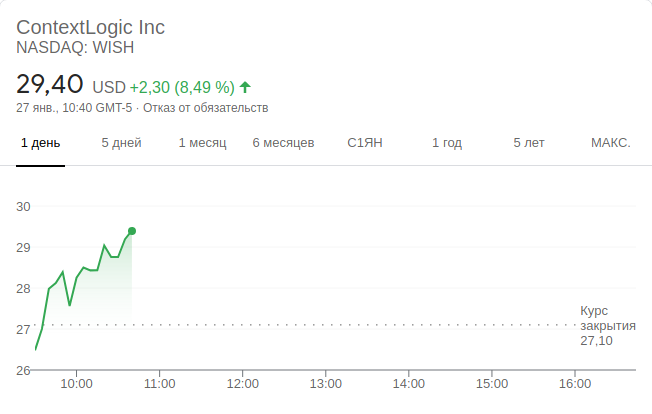 ContextLogic Inc
NASDAQ: WISH
29,40 USD +2,30 (8,49 %)
27 янв., 10:40 GMT-5 · Отказ от обязательств
1 день 5 дней 1 месяц 6 месяцев С1ЯН 1 год 5 лет МАКС.
30
29
28
27
26
Курс
закрытия
27,10
10:00 11:00 12:00 13:00 14:00 15:00 16:00